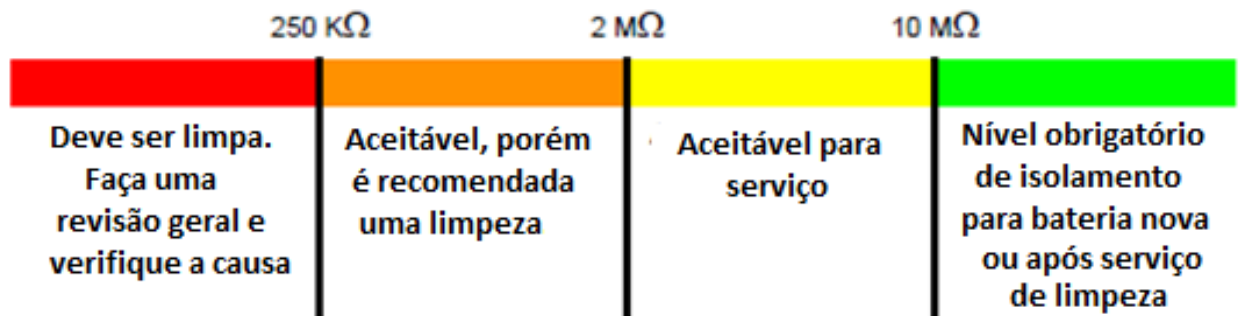 250 KΩ
2 MΩ
10 MΩ
Deve ser limpa.
Faça uma
revisão geral e
verifique a causa
Aceitável, porém
é recomendada
uma limpeza
Aceitável para
serviço
Nível obrigatório
de isolamento
para bateria nova
ou após serviço
de limpeza